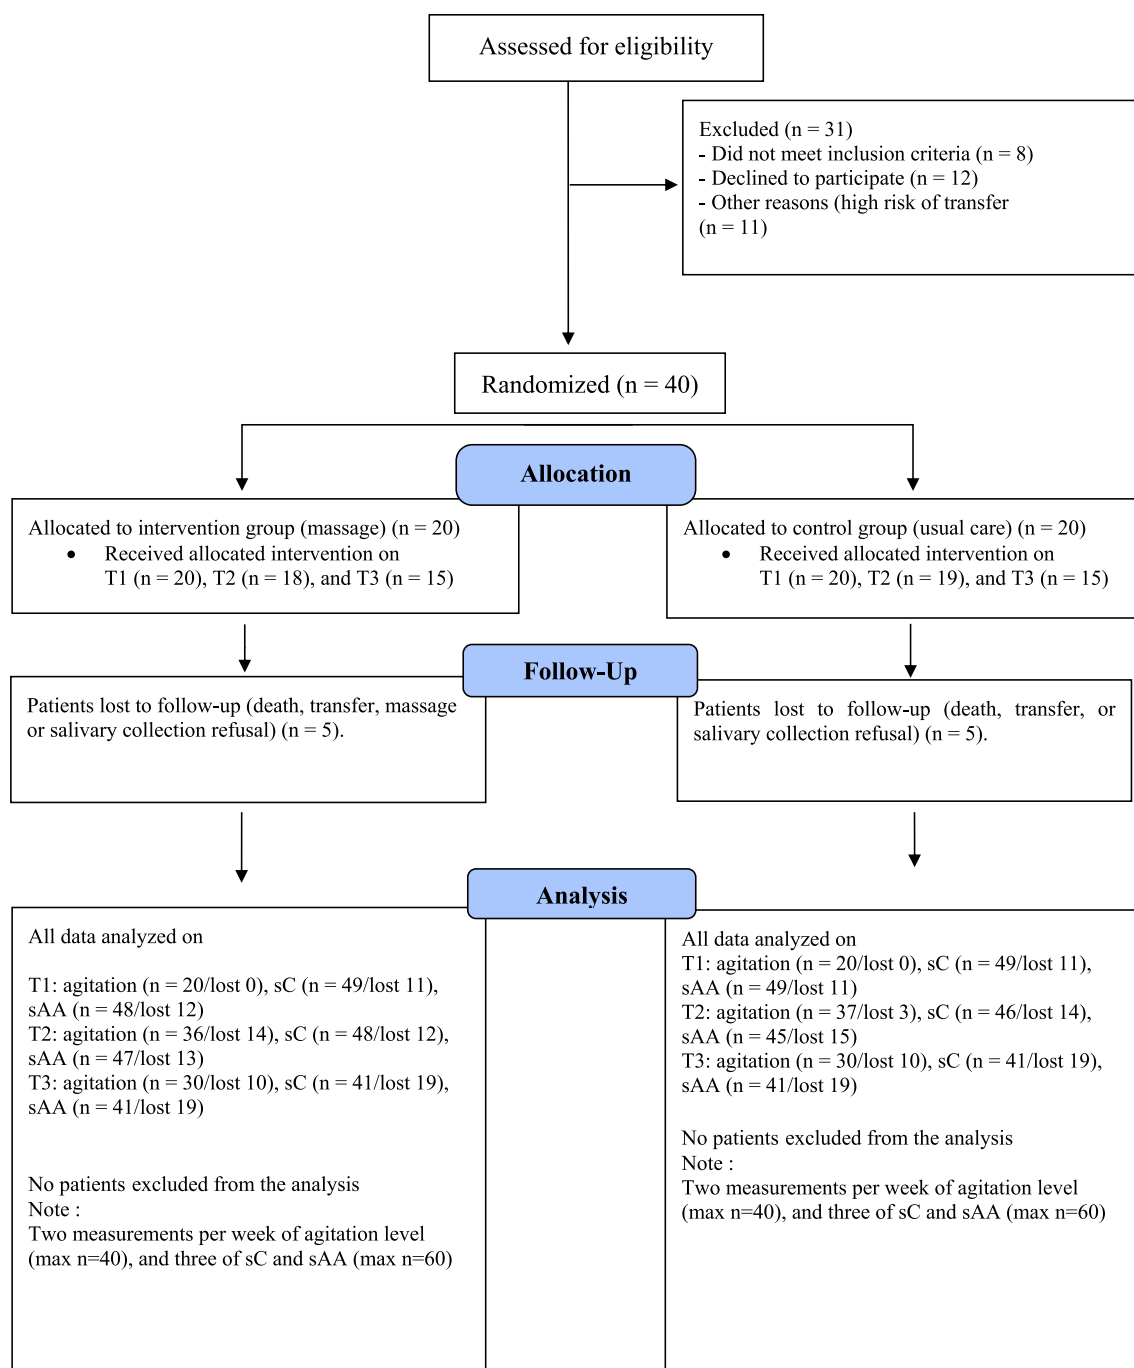 Assessed for eligibility
Excluded (n = 31)
- Did not meet inclusion criteria (n = 8)
- Declined to participate (n = 12)
- Other reasons (high risk of transfer
(n = 11)
Randomized (n = 40)
Allocation
Allocated to intervention group (massage) (n = 20)
• Received allocated intervention on
T1 (n = 20), T2 (n = 18), and T3 (n = 15)
Allocated to control group (usual care) (n = 20)
• Received allocated intervention on
T1 (n = 20), T2 (n = 19), and T3 (n = 15)
Follow-Up
Patients lost to follow-up (death, transfer, massage
or salivary collection refusal) (n = 5).
Patients lost to follow-up (death, transfer, or
salivary collection refusal) (n = 5).
Analysis
All data analyzed on
T1: agitation (n = 20/lost 0), sC (n = 49/lost 11),
sAA (n = 48/lost 12)
T2: agitation (n = 36/lost 14), sC (n = 48/lost 12),
sAA (n = 47/lost 13)
T3: agitation (n = 30/lost 10), sC (n = 41/lost 19),
sAA (n = 41/lost 19)
No patients excluded from the analysis
Note :
Two measurements per week of agitation level
(max n=40), and three of sC and sAA (max n=60)
All data analyzed on
T1: agitation (n = 20/lost 0), sC (n = 49/lost 11),
sAA (n = 49/lost 11)
T2: agitation (n = 37/lost 3), sC (n = 46/lost 14),
sAA (n = 45/lost 15)
T3: agitation (n = 30/lost 10), sC (n = 41/lost 19),
sAA (n = 41/lost 19)
No patients excluded from the analysis
Note :
Two measurements per week of agitation level
(max n=40), and three of sC and sAA (max n=60)